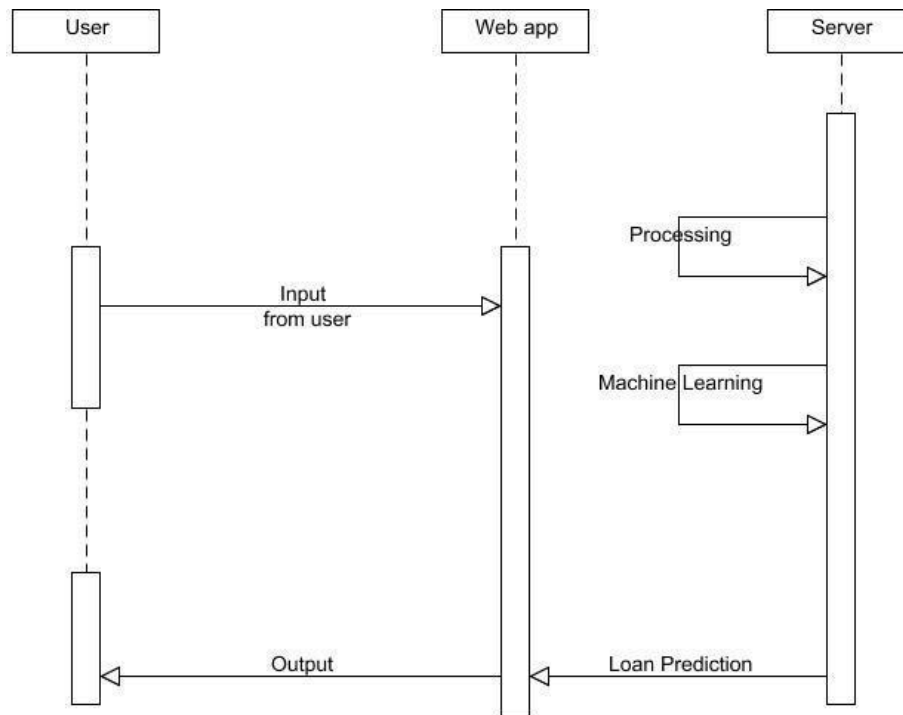 User
Web app
Server
Processing
Input
from user
Machine Learning
Output
Loan Prediction